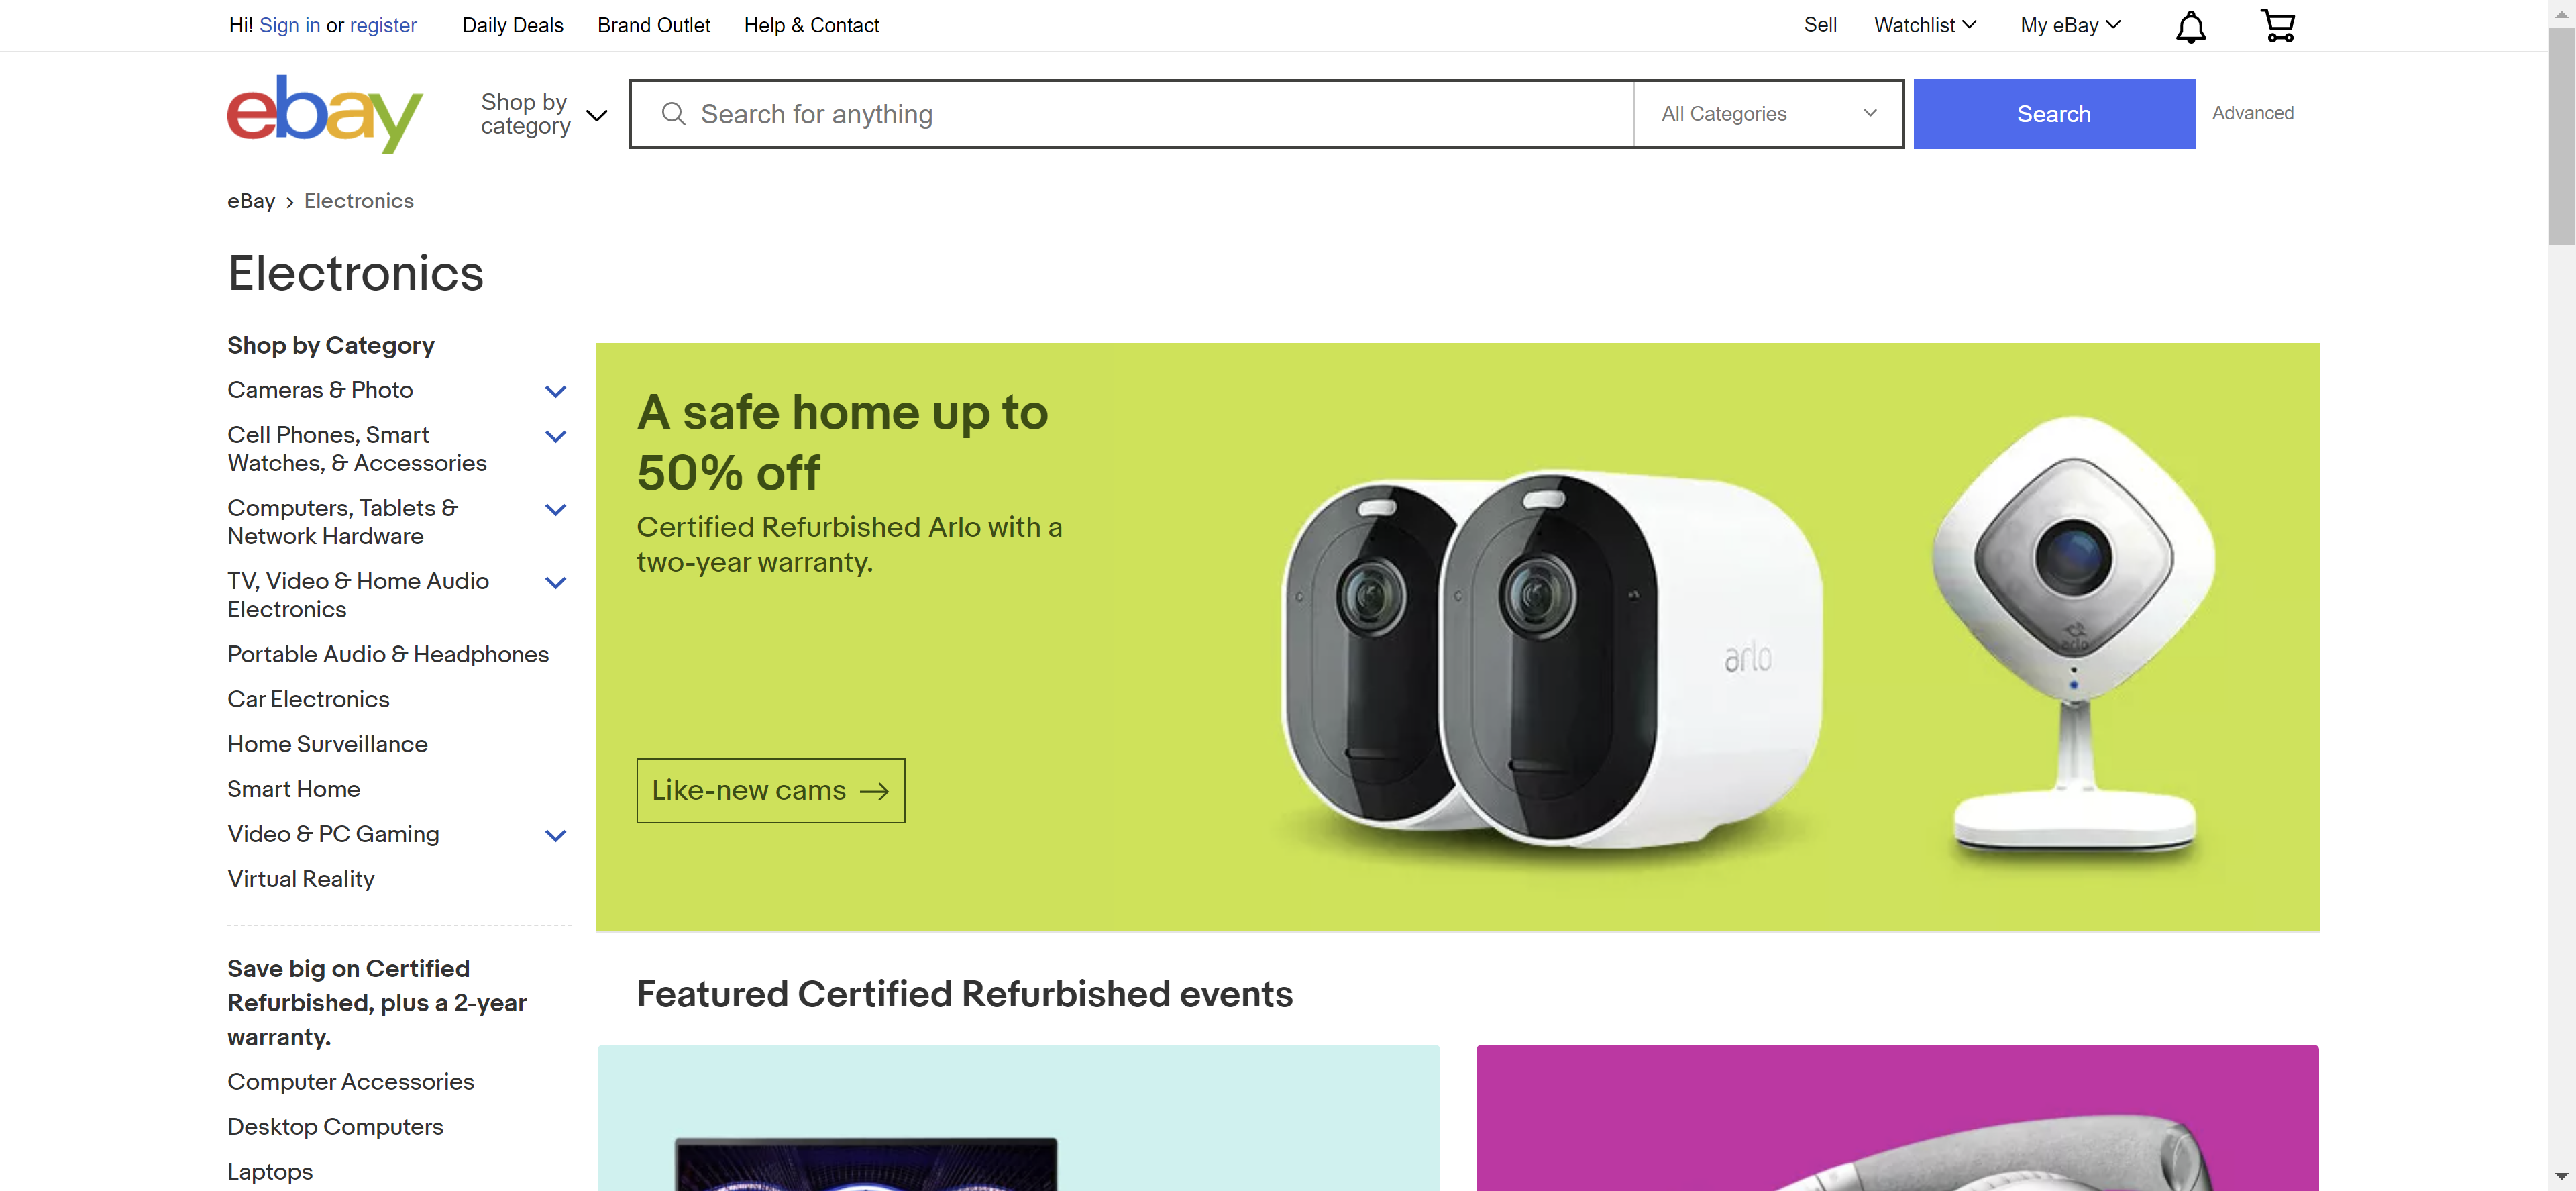 Hi! Sign in or register
Daily Deals
Brand Outlet
Help & Contact
Sell
Watchlist
My eBay
ebay
Shop by
category
Search for anything
All Categories
Search
Advanced
eBay
Electronics
Electronics
Shop by Category
Cameras & Photo
Cell Phones, Smart
Watches, & Accessories
Computers, Tablets &
Network Hardware
TV, Video & Home Audio
Electronics
Portable Audio & Headphones
Car Electronics
Home Surveillance
Smart Home
Video & PC Gaming
Virtual Reality
Save big on Certified
Refurbished, plus a 2-year
warranty.
Computer Accessories
Desktop Computers
Laptops
A safe home up to
50% off
Certified Refurbished Arlo with a
two-year warranty.
Like-new cams
arlo
arlo
Featured Certified Refurbished events